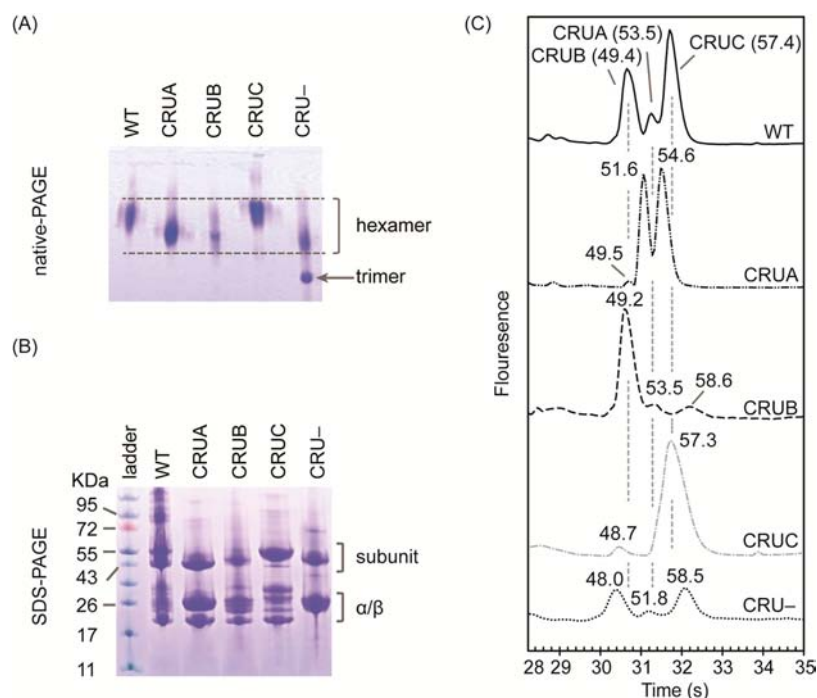 (A)
WT
CRUA
CRUB
CRUC
CRU–
native-PAGE
hexamer
trimer
(B)
KDa
ladder
WT
CRUA
CRUB
CRUC
CRU–
95
72
55
43
26
17
11
SDS-PAGE
subunit
α/β
(C)
CRUA (53.5)
CRUB (49.4)
CRUC (57.4)
WT
51.6
54.6
49.5
CRUA
49.2
53.5
58.6
CRUB
57.3
48.7
CRUC
48.0
51.8
58.5
CRU–
Flouresence
28 29 30 31 32 33 34 35
Time (s)